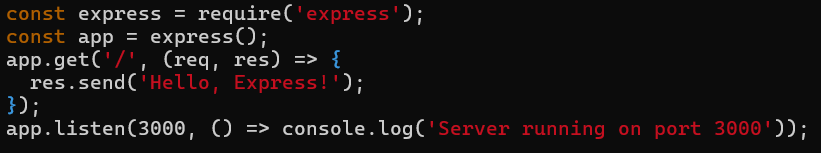 const express = require('express');
const app = express();
app.get('/', (req, res) => {
  res.send('Hello, Express!');
});
app.listen(3000, () => console.log('Server running on port 3000'));